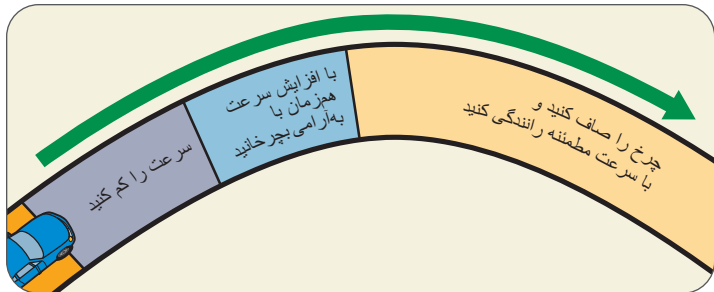 سرعت را کم کنید
با افزایش سرعت
همزمان با
به‌آرامی بچرخانید
چرخ را صاف کنید و
با سرعت مطمئنه رانندگی کنید